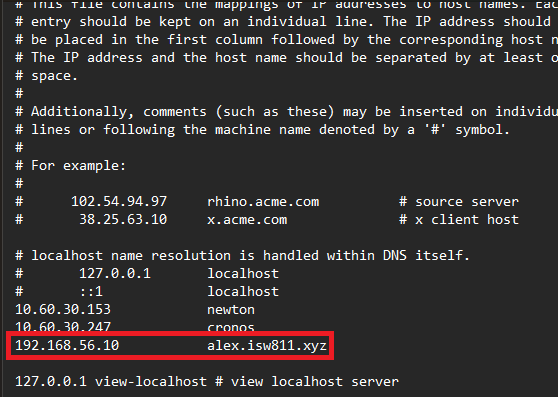 # This file contains the mappings of IP addresses to host names. Each
# entry should be kept on an individual line. The IP address should
# be placed in the first column followed by the corresponding host
# The IP address and the host name should be separated by at least
# space.
#
# Additionally, comments (such as these) may be inserted on
# lines or following the machine name denoted by a '#' symbol.
#
# For example:
#
# 102.54.94.97 rhino.acme.com # source server
# 38.25.63.10 x.acme.com # x client host
# localhost name resolution is handled within DNS itself.
# 127.0.0.1 localhost
# ::1 localhost
10.60.30.153 newton
10.60.30.247 cronos
192.168.56.10 alex.isw811.xyz
127.0.0.1 view-localhost # view localhost server